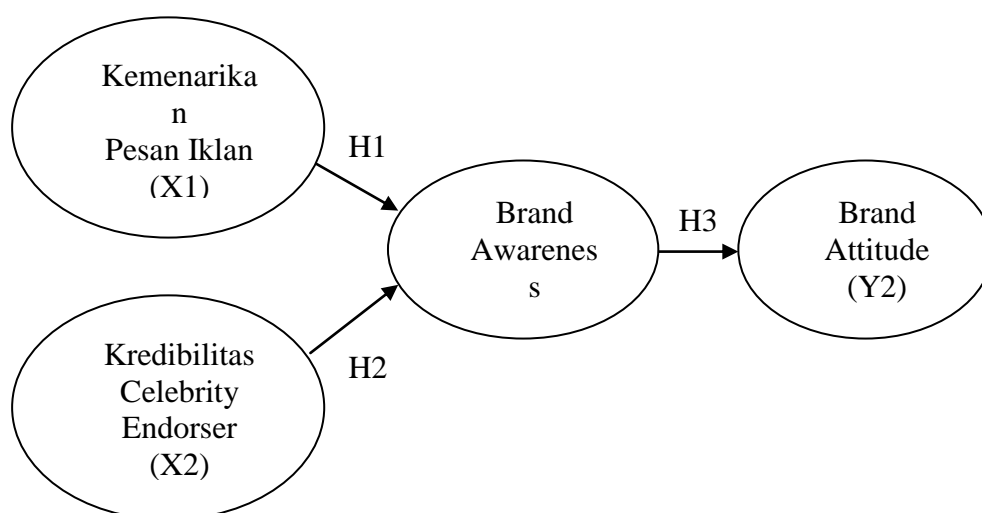 Kemenarika
n
Pesan Iklan
(X1)
H1
Kredibilitas
Celebrity
Endorser
(X2)
H2
Brand
Awarenes
s
H3
Brand
Attitude
(Y2)